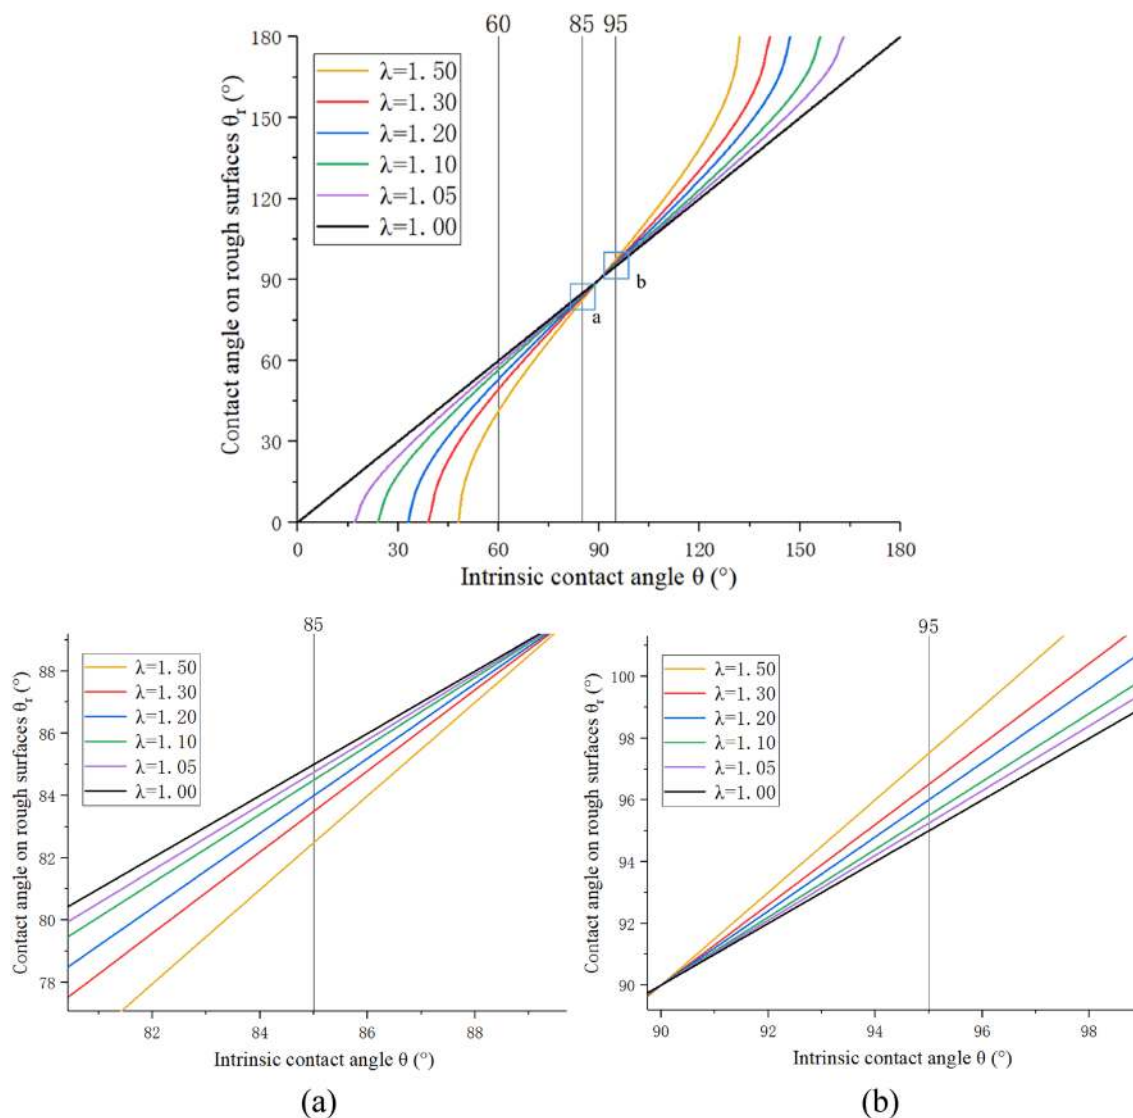 60 85 95
180
150
120
90
60
30
0
Contact angle on rough surfaces θr (°)
λ=1.50
λ=1.30
λ=1.20
λ=1.10
λ=1.05
λ=1.00
a
b
0 30 60 90 120 150 180
Intrinsic contact angle θ (°)
85
88
86
84
82
80
78
Contact angle on rough surfaces θr (°)
λ=1.50
λ=1.30
λ=1.20
λ=1.10
λ=1.05
λ=1.00
82 84 86 88
Intrinsic contact angle θ (°)
(a)
95
100
98
96
94
92
90
Contact angle on rough surfaces θr (°)
λ=1.50
λ=1.30
λ=1.20
λ=1.10
λ=1.05
λ=1.00
90 92 94 96 98
Intrinsic contact angle θ (°)
(b)